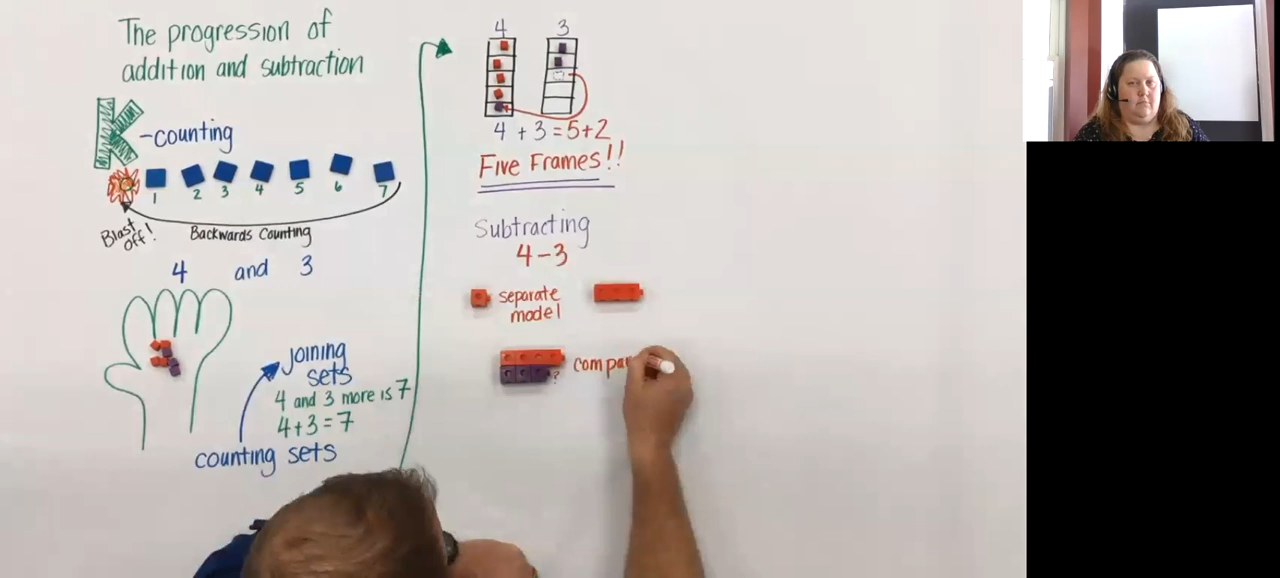 The progression of
addition and subtraction
K-counting
1 2 3 4 5 6 7
Blast
off!
Backwards Counting
4 and 3
joining
sets
4 and 3 more is 7
4+3=7
counting sets
4 3
4 + 3 = 5+2
Five Frames!!
Subtracting
4-3
separate
model
?
compa